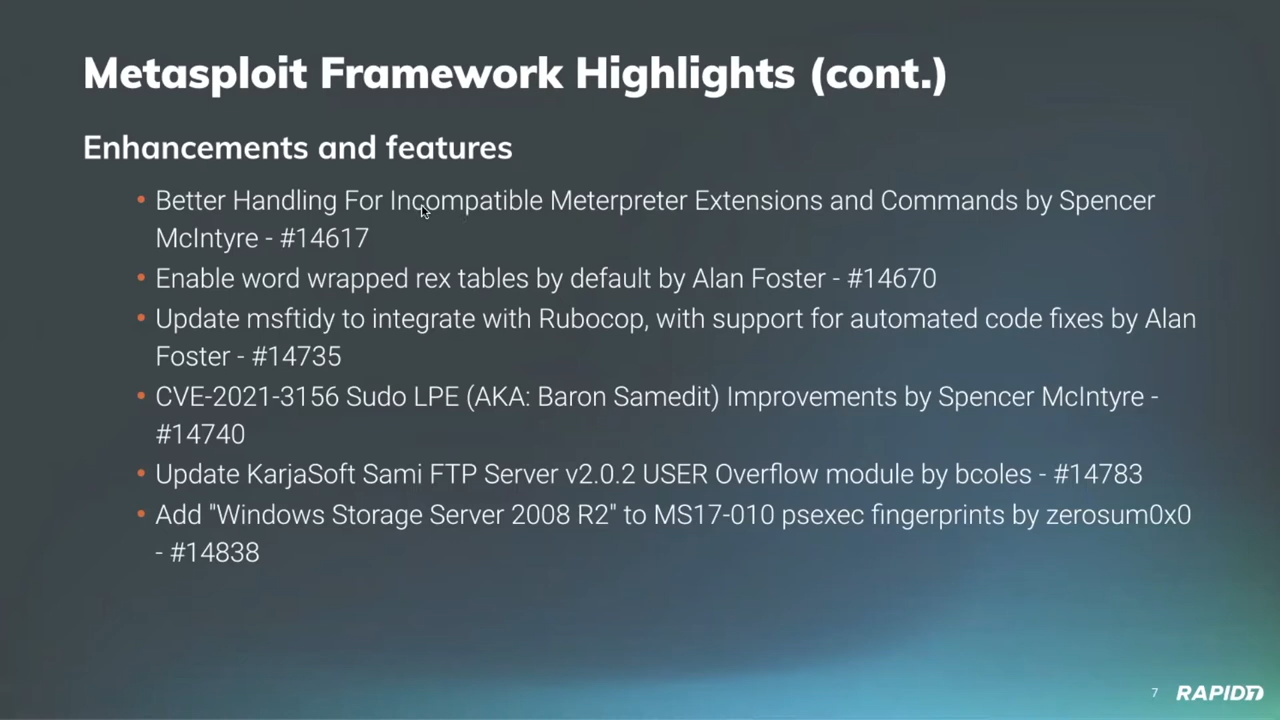 Metasploit Framework Highlights (cont.)
Enhancements and features
• Better Handling For Incompatible Meterpreter Extensions and Commands by Spencer
McIntyre - #14617
• Enable word wrapped rex tables by default by Alan Foster - #14670
• Update msftidy to integrate with Rubocop, with support for automated code fixes by Alan
Foster - #14735
• CVE-2021-3156 Sudo LPE (AKA: Baron Samedit) Improvements by Spencer McIntyre -
#14740
• Update KarjaSoft Sami FTP Server v2.0.2 USER Overflow module by bcoles - #14783
• Add "Windows Storage Server 2008 R2" to MS17-010 psexec fingerprints by zerosum0x0
- #14838
7 RAPID7